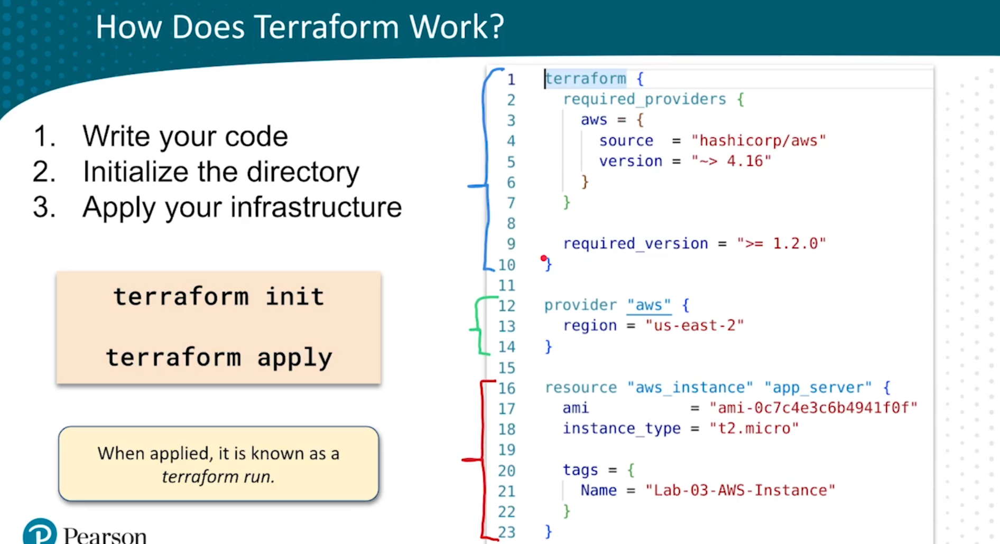 How Does Terraform Work?
1. Write your code
2. Initialize the directory
3. Apply your infrastructure
terraform init
terraform apply
When applied, it is known as a
terraform run.
Pearson
1 terraform {
2 required_providers {
3 aws = {
4 source = "hashicorp/aws"
5 version = "~> 4.16"
6 }
7 }
8
9 required_version = ">= 1.2.0"
10 }
11
12 provider "aws" {
13 region = "us-east-2"
14 }
15
16 resource "aws_instance" "app_server" {
17 ami = "ami-0c7c4e3c6b4941f0f"
18 instance_type = "t2.micro"
19
20 tags = {
21 Name = "Lab-03-AWS-Instance"
22 }
23 }